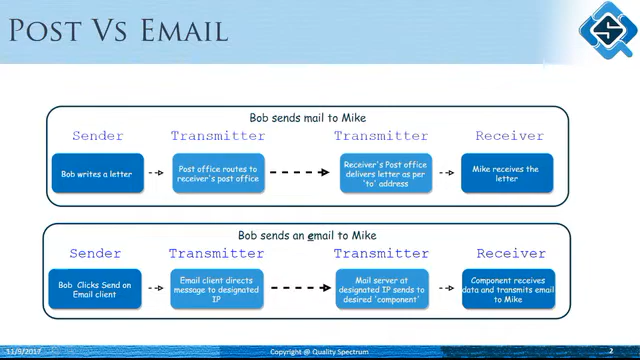 Post Vs Email
Bob sends mail to Mike
Sender Transmitter Transmitter Receiver
Bob writes a letter
Post office routes to
receiver's post office
Receiver's Post office
delivers letter as per
'to' address
Mike receives the
letter
Bob sends an email to Mike
Sender Transmitter Transmitter Receiver
Bob Clicks Send on
Email client
Email client directs
message to designated
IP
Mail server at
designated IP sends to
desired 'component'
Component receives
data and transmits email
to Mike
11/9/2017 Copyright @ Quality Spectrum 2